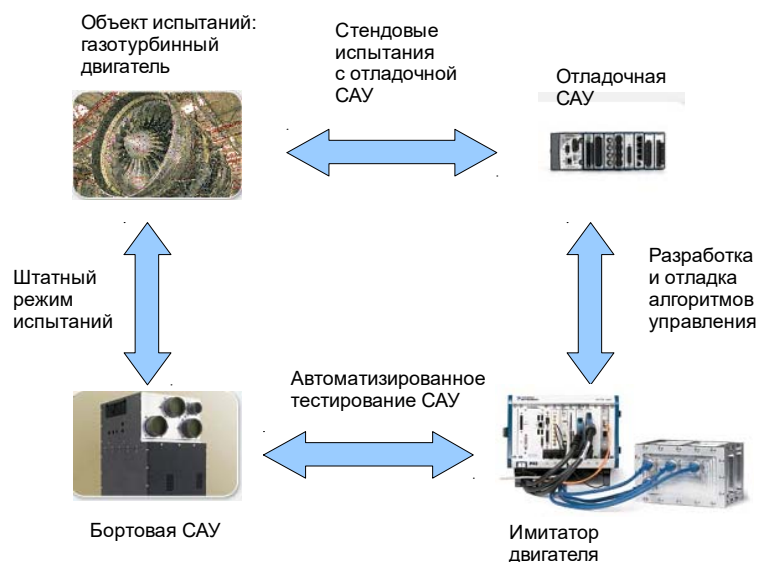 Объект испытаний:
газотурбинный
двигатель
Стендовые
испытания
с отладочной
САУ
Отладочная
САУ
Штатный
режим
испытаний
Разработка
и отладка
алгоритмов
управления
Автоматизированное
тестирование САУ
Бортовая САУ
Имитатор
двигателя